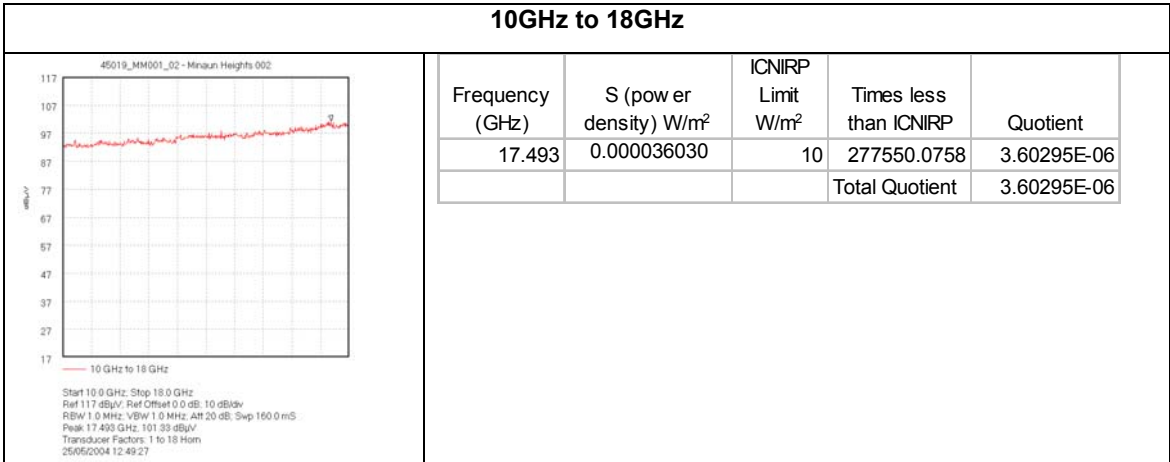 10GHz to 18GHz
45019_MM001_02 - Minaun Heights 002
117
107
97
87
77
67
57
47
37
27
17
dBµV
10 GHz to 18 GHz
Start 10.0 GHz; Stop 18.0 GHz
Ref 117 dBµV; Ref Offset 0.0 dB; 10 dB/div
RBW 1.0 MHz; VBW 1.0 MHz; Att 20 dB; Swp 160.0 mS
Peak 17.493 GHz, 101.33 dBµV
Transducer Factors: 1 to 18 Horn
25/05/2004 12:49:27
Frequency (GHz) S (pow er density) W/m² ICNIRP Limit W/m² Times less than ICNIRP Quotient
17.493 0.000036030 10 277550.0758 3.60295E-06
Total Quotient 3.60295E-06